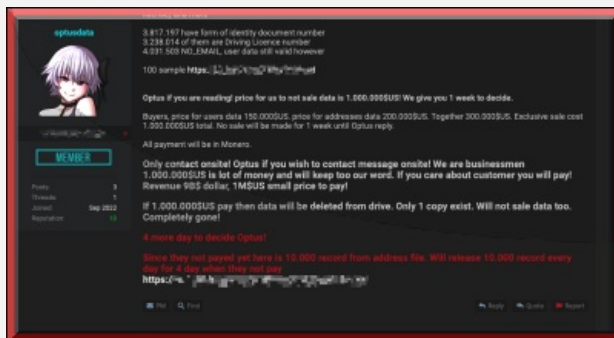 optusdata
3.817.197 have form of identity document number
3.238.014 of them are Driving Licence number
4.031.503 NO_EMAIL, user data still valid however
100 sample https:
Optus if you are reading! price for us to not sale data is 1.000.000$US! We give you 1 week to decide.
Buyers, price for users data 150.000$US, price for addresses data 200.000$US. Together 300.000$US. Exclusive sale cost
1.000.000$US total. No sale will be made for 1 week until Optus reply.
All payment will be in Monero.
MEMBER
Only contact onsite! Optus if you wish to contact message onsite! We are businessmen
1.000.000$US is lot of money and will keep too our word. If you care about customer you will pay!
Revenue 9B$ dollar, 1M$US small price to pay!
Posts: 3
Threads: 1
Joined: Sep 2022
Reputation: 10
If 1.000.000$US pay then data will be deleted from drive. Only 1 copy exist. Will not sale data too.
Completely gone!
4 more day to decide Optus!
Since they not payed yet here is 10.000 record from address file. Will release 10.000 record every
day for 4 day when they not pay
https:
PM Find Reply Quote Report